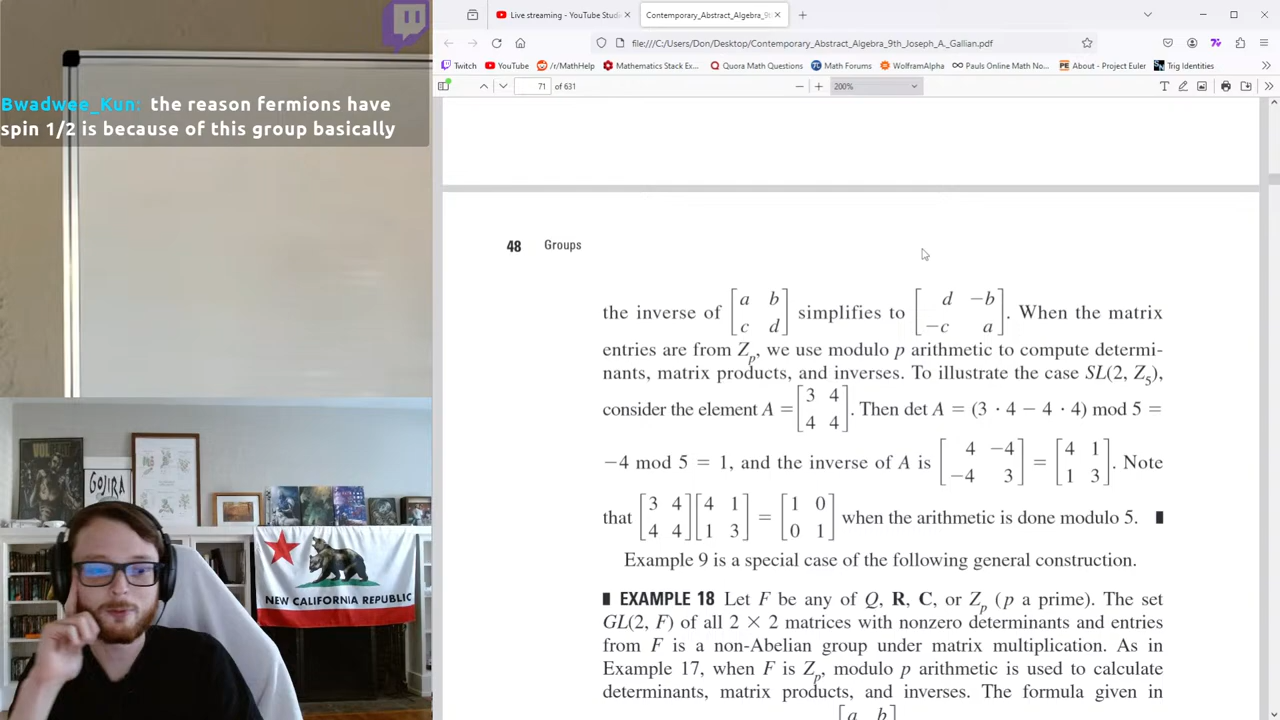 Live streaming - YouTube Stud
Contemporary_Abstract_Algebra_9
file:///C:/Users/Don/Desktop/Contemporary_Abstract_Algebra_9th_Joseph_A._Gallian.pdf
Twitch YouTube /r/MathHelp Mathematics Stack Ex... Quora Math Questions Math Forums WolframAlpha Pauls Online Math No... About - Project Euler Trig Identities
71 of 631
200%
Bwadwee_Kun: the reason fermions have
spin 1/2 is because of this group basically
48 Groups
the inverse of [a b; c d] simplifies to [d −b; −c a]. When the matrix
entries are from Zp, we use modulo p arithmetic to compute determi-
nants, matrix products, and inverses. To illustrate the case SL(2, Z5),
consider the element A = [3 4; 4 4]. Then det A = (3 · 4 − 4 · 4) mod 5 =
−4 mod 5 = 1, and the inverse of A is [4 −4; −4 3] = [4 1; 1 3]. Note
that [3 4; 4 4][4 1; 1 3] = [1 0; 0 1] when the arithmetic is done modulo 5.
Example 9 is a special case of the following general construction.
EXAMPLE 18 Let F be any of Q, R, C, or Zp (p a prime). The set
GL(2, F) of all 2 × 2 matrices with nonzero determinants and entries
from F is a non-Abelian group under matrix multiplication. As in
Example 17, when F is Zp, modulo p arithmetic is used to calculate
determinants, matrix products, and inverses. The formula given in
a b
VOLBEAT
GOJIRA
NEW CALIFORNIA REPUBLIC